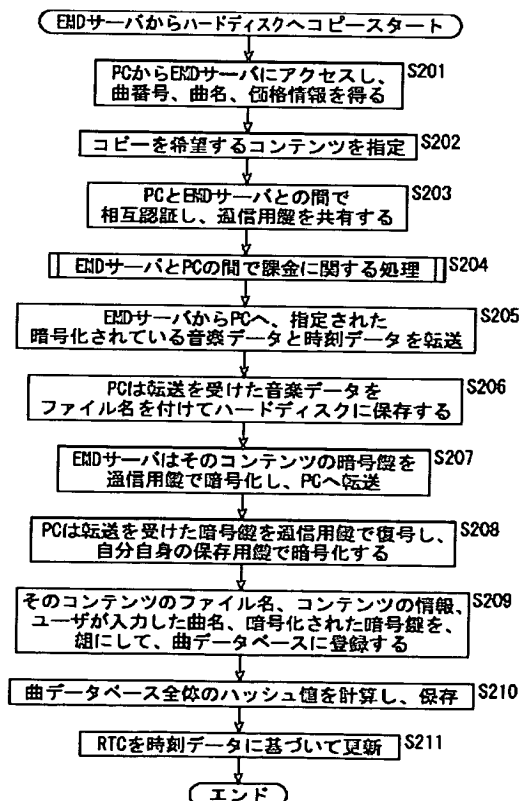 EMDサーバからハードディスクへコピースタート
PCからEMDサーバにアクセスし、
曲番号、曲名、価格情報を得る
S201
コピーを希望するコンテンツを指定
S202
PCとEMDサーバとの間で
相互認証し、通信用鍵を共有する
S203
EMDサーバとPCの間で課金に関する処理
S204
EMDサーバからPCへ、指定された
暗号化されている音楽データと時刻データを転送
S205
PCは転送を受けた音楽データを
ファイル名を付けてハードディスクに保存する
S206
EMDサーバはそのコンテンツの暗号鍵を
通信用鍵で暗号化し、PCへ転送
S207
PCは転送を受けた暗号鍵を通信用鍵で復号し、
自分自身の保存用鍵で暗号化する
S208
そのコンテンツのファイル名、コンテンツの情報、
ユーザが入力した曲名、暗号化された暗号鍵を、
組にして、曲データベースに登録する
S209
曲データベース全体のハッシュ値を計算し、保存
S210
RTCを時刻データに基づいて更新
S211
エンド